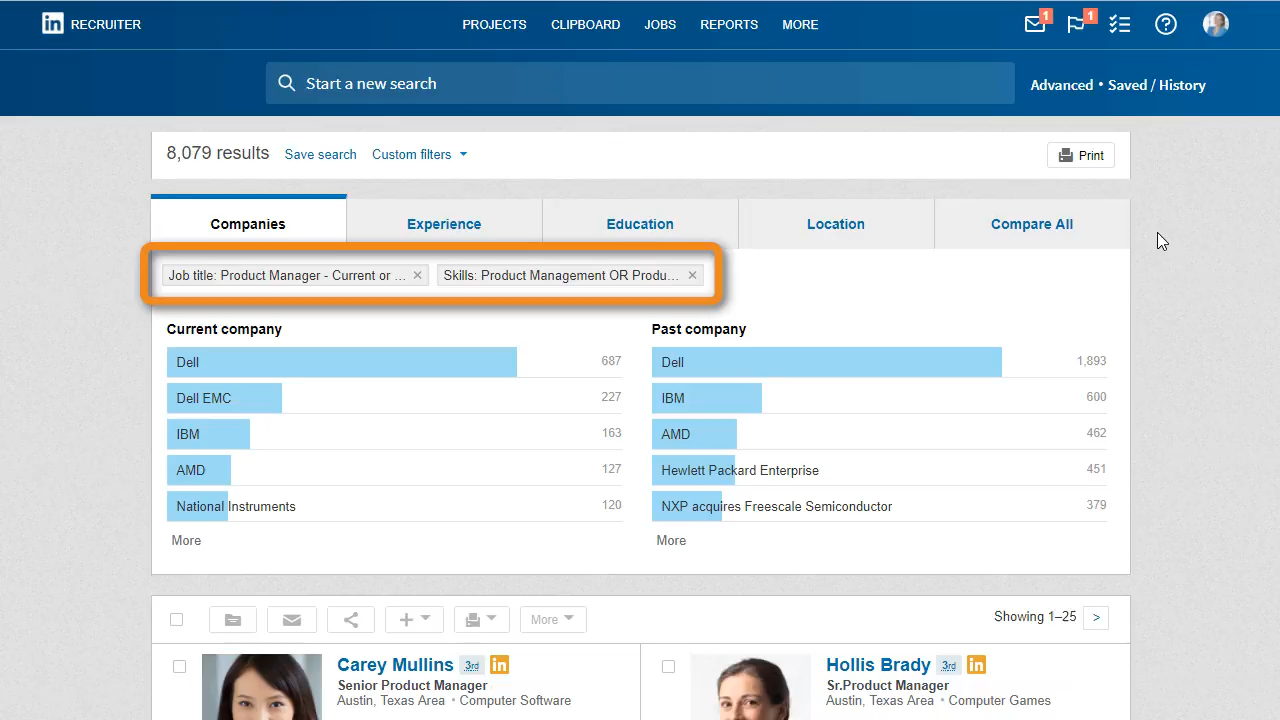 in RECRUITER PROJECTS CLIPBOARD JOBS REPORTS MORE 1 1
Start a new search Advanced • Saved / History
8,079 results Save search Custom filters Print
Companies Experience Education Location Compare All
Job title: Product Manager - Current or ... × Skills: Product Management OR Produ... ×
Current company Past company
Dell 687 Dell 1,893
Dell EMC 227 IBM 600
IBM 163 AMD 462
AMD 127 Hewlett Packard Enterprise 451
National Instruments 120 NXP acquires Freescale Semiconductor 379
More More
More Showing 1–25 >
Carey Mullins 3rd in Hollis Brady 3rd in
Senior Product Manager Sr.Product Manager
Austin, Texas Area • Computer Software Austin, Texas Area • Computer Games